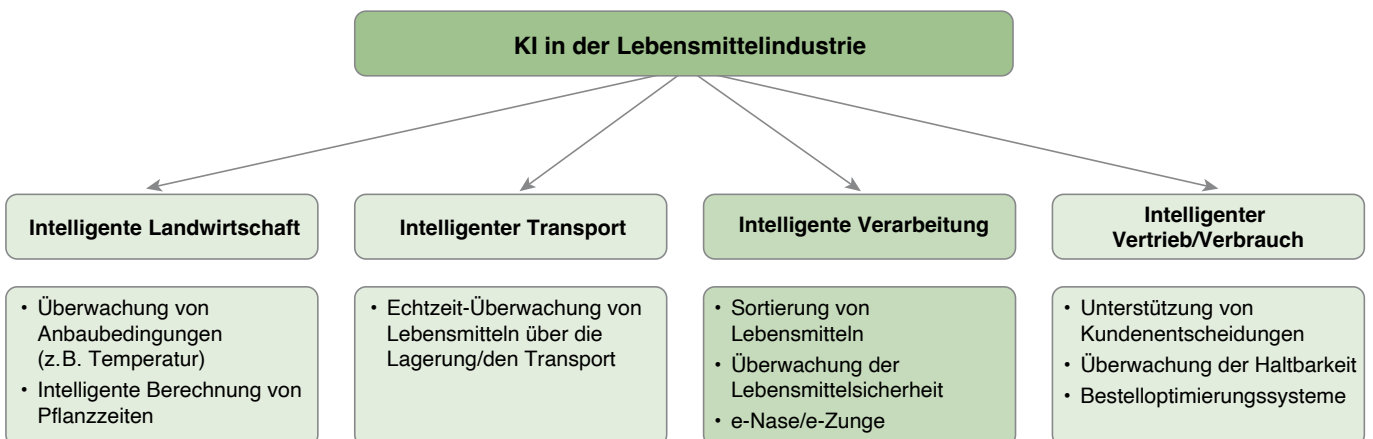 KI in der Lebensmittelindustrie
Intelligente Landwirtschaft
• Überwachung von
Anbaubedingungen
(z.B. Temperatur)
• Intelligente Berechnung von
Pflanzzeiten
Intelligenter Transport
• Echtzeit-Überwachung von
Lebensmitteln über die
Lagerung/den Transport
Intelligente Verarbeitung
• Sortierung von
Lebensmitteln
• Überwachung der
Lebensmittelsicherheit
• e-Nase/e-Zunge
Intelligenter
Vertrieb/Verbrauch
• Unterstützung von
Kundenentscheidungen
• Überwachung der Haltbarkeit
• Bestelloptimierungssysteme